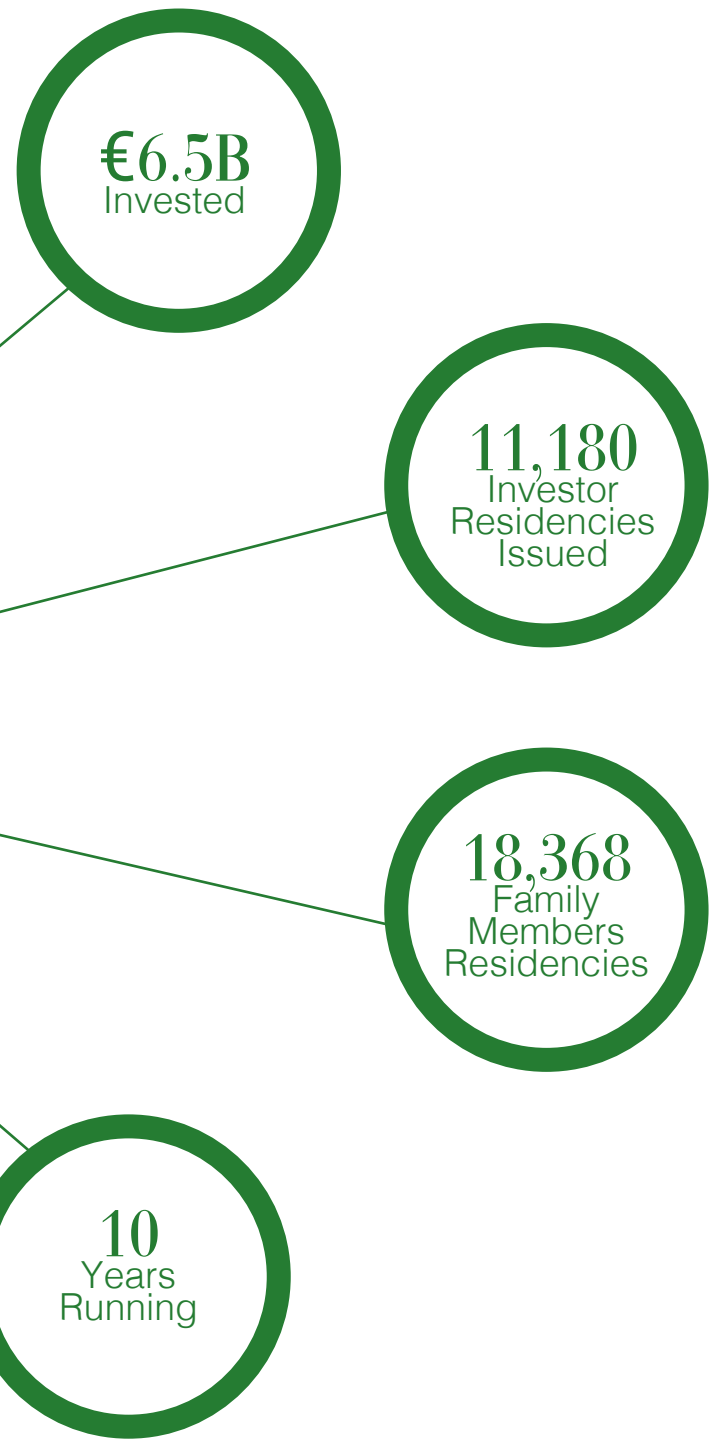 €6.5B
Invested
11,180
Investor
Residencies
Issued
18,368
Family
Members
Residencies
10
Years
Running